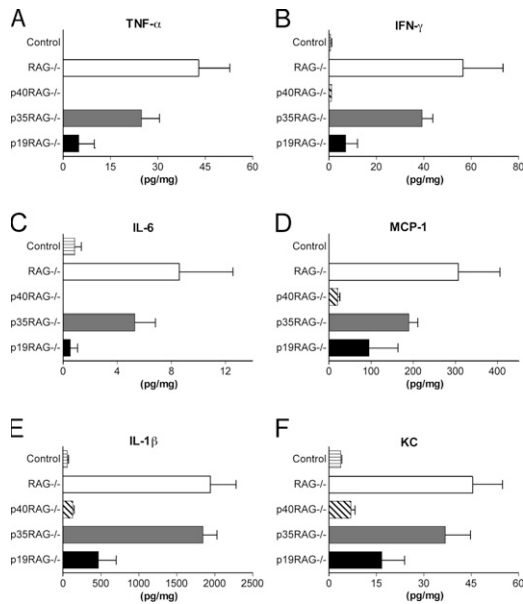 A
TNF-α
Control
RAG-/-
p40RAG-/-
p35RAG-/-
p19RAG-/-
0 15 30 45 60
(pg/mg)
B
IFN-γ
Control
RAG-/-
p40RAG-/-
p35RAG-/-
p19RAG-/-
0 20 40 60 80
(pg/mg)
C
IL-6
Control
RAG-/-
p40RAG-/-
p35RAG-/-
p19RAG-/-
0 4 8 12
(pg/mg)
D
MCP-1
Control
RAG-/-
p40RAG-/-
p35RAG-/-
p19RAG-/-
0 100 200 300 400
(pg/mg)
E
IL-1β
Control
RAG-/-
p40RAG-/-
p35RAG-/-
p19RAG-/-
0 500 1000 1500 2000 2500
(pg/mg)
F
KC
Control
RAG-/-
p40RAG-/-
p35RAG-/-
p19RAG-/-
0 15 30 45 60
(pg/mg)